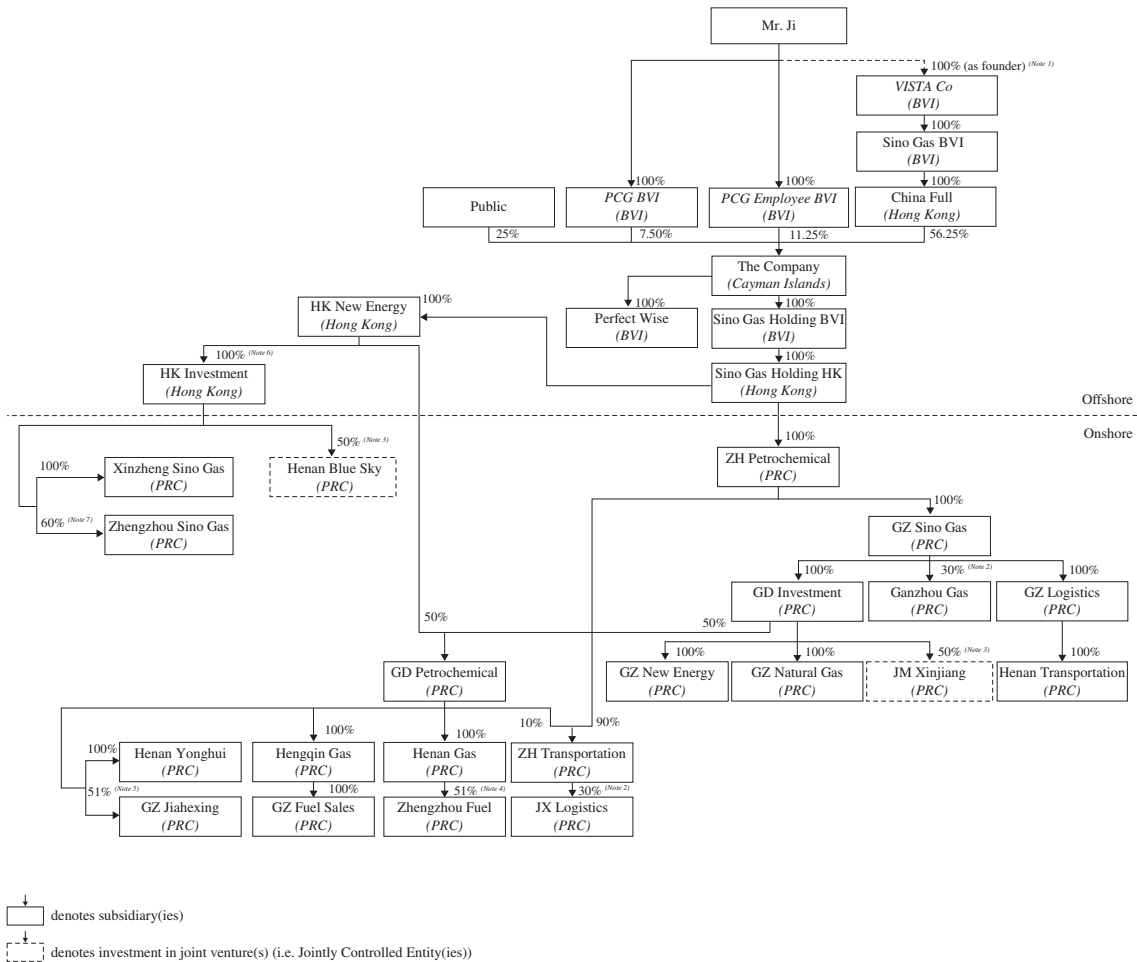 Mr. Ji
100% (as founder) (Note 1)
VISTA Co
(BVI)
100%
Sino Gas BVI
(BVI)
100% 100% 100%
Public
PCG BVI
(BVI)
PCG Employee BVI
(BVI)
China Full
(Hong Kong)
25% 7.50% 11.25% 56.25%
The Company
(Cayman Islands)
HK New Energy
(Hong Kong)
100%
100% 100%
Perfect Wise
(BVI)
Sino Gas Holding BVI
(BVI)
100% (Note 6)
100%
HK Investment
(Hong Kong)
Sino Gas Holding HK
(Hong Kong)
Offshore
Onshore
50% (Note 3)
100%
ZH Petrochemical
(PRC)
100%
Xinzheng Sino Gas
(PRC)
Henan Blue Sky
(PRC)
100%
60% (Note 7)
Zhengzhou Sino Gas
(PRC)
GZ Sino Gas
(PRC)
100% 30% (Note 2) 100%
GD Investment
(PRC)
Ganzhou Gas
(PRC)
GZ Logistics
(PRC)
50% 50%
100% 100% 50% (Note 3) 100%
GD Petrochemical
(PRC)
GZ New Energy
(PRC)
GZ Natural Gas
(PRC)
JM Xinjiang
(PRC)
Henan Transportation
(PRC)
100% 100% 10% 90%
100%
Henan Yonghui
(PRC)
Hengqin Gas
(PRC)
Henan Gas
(PRC)
ZH Transportation
(PRC)
51% (Note 5) 100% 51% (Note 4) 30% (Note 2)
GZ Jiahexing
(PRC)
GZ Fuel Sales
(PRC)
Zhengzhou Fuel
(PRC)
JX Logistics
(PRC)
denotes subsidiary(ies)
denotes investment in joint venture(s) (i.e. Jointly Controlled Entity(ies))